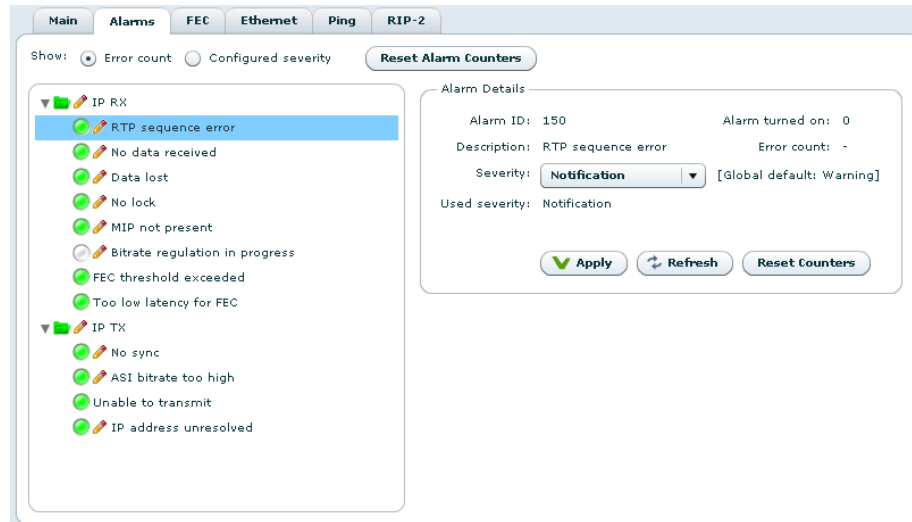 Main Alarms FEC Ethernet Ping RIP-2
Show: Error count Configured severity Reset Alarm Counters
IP RX
RTP sequence error
No data received
Data lost
No lock
MIP not present
Bitrate regulation in progress
FEC threshold exceeded
Too low latency for FEC
IP TX
No sync
ASI bitrate too high
Unable to transmit
IP address unresolved
Alarm Details
Alarm ID: 150 Alarm turned on: 0
Description: RTP sequence error Error count: -
Severity: Notification [Global default: Warning]
Used severity: Notification
Apply Refresh Reset Counters